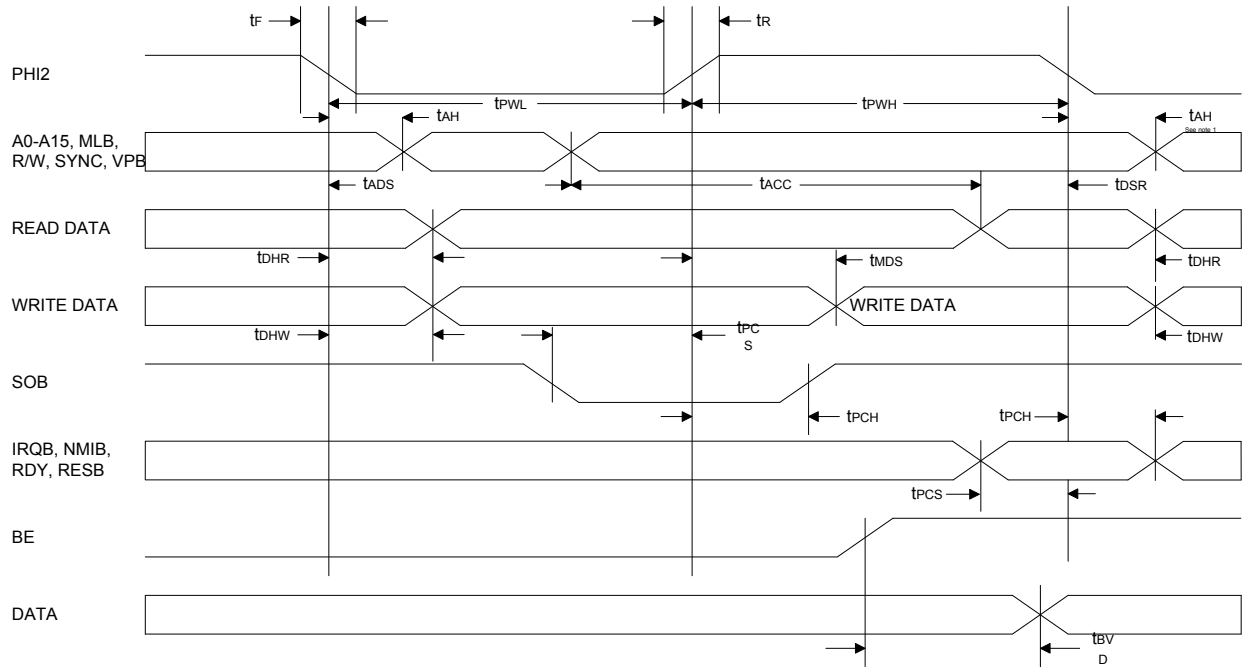 tF
tR
PHI2
tPWL
tPWH
tAH
tAH
See note 1
A0-A15, MLB,
R/W, SYNC, VPB
tADS
tACC
tDSR
READ DATA
tDHR
tMDS
tDHR
WRITE DATA
WRITE DATA
tDHW
tPC
S
tDHW
SOB
tPCH
tPCH
IRQB, NMIB,
RDY, RESB
tPCS
BE
DATA
tBV
D